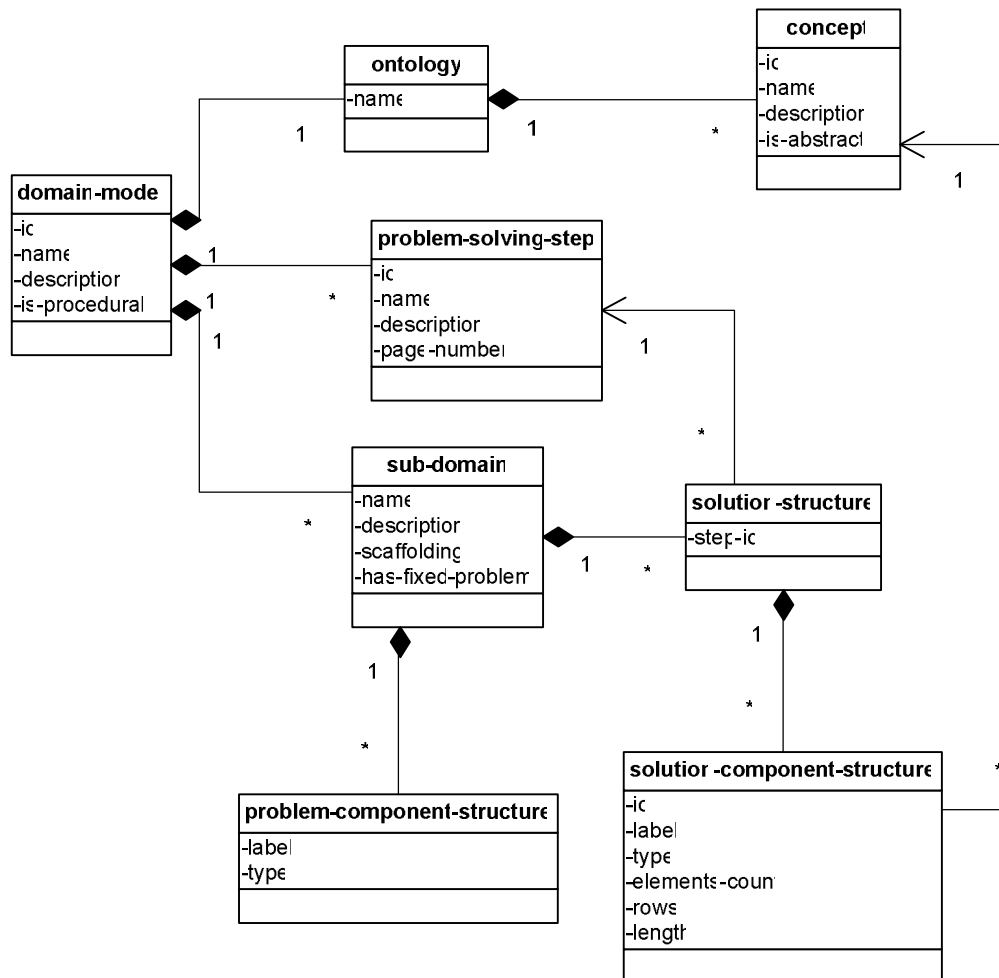 concept
-id
-name
-description
-is-abstract
ontology
-name
1
*
1
1
domain-mode
-id
-name
-description
-is-procedural
1
1
1
problem-solving-step
-id
-name
-description
-page-number
*
1
*
sub-domain
-name
-description
-scaffolding
-has-fixed-problem
*
1
*
solution-structure
-step-id
1
*
1
*
problem-component-structure
-label
-type
solution-component-structure
-id
-label
-type
-elements-coun
-rows
-length
*